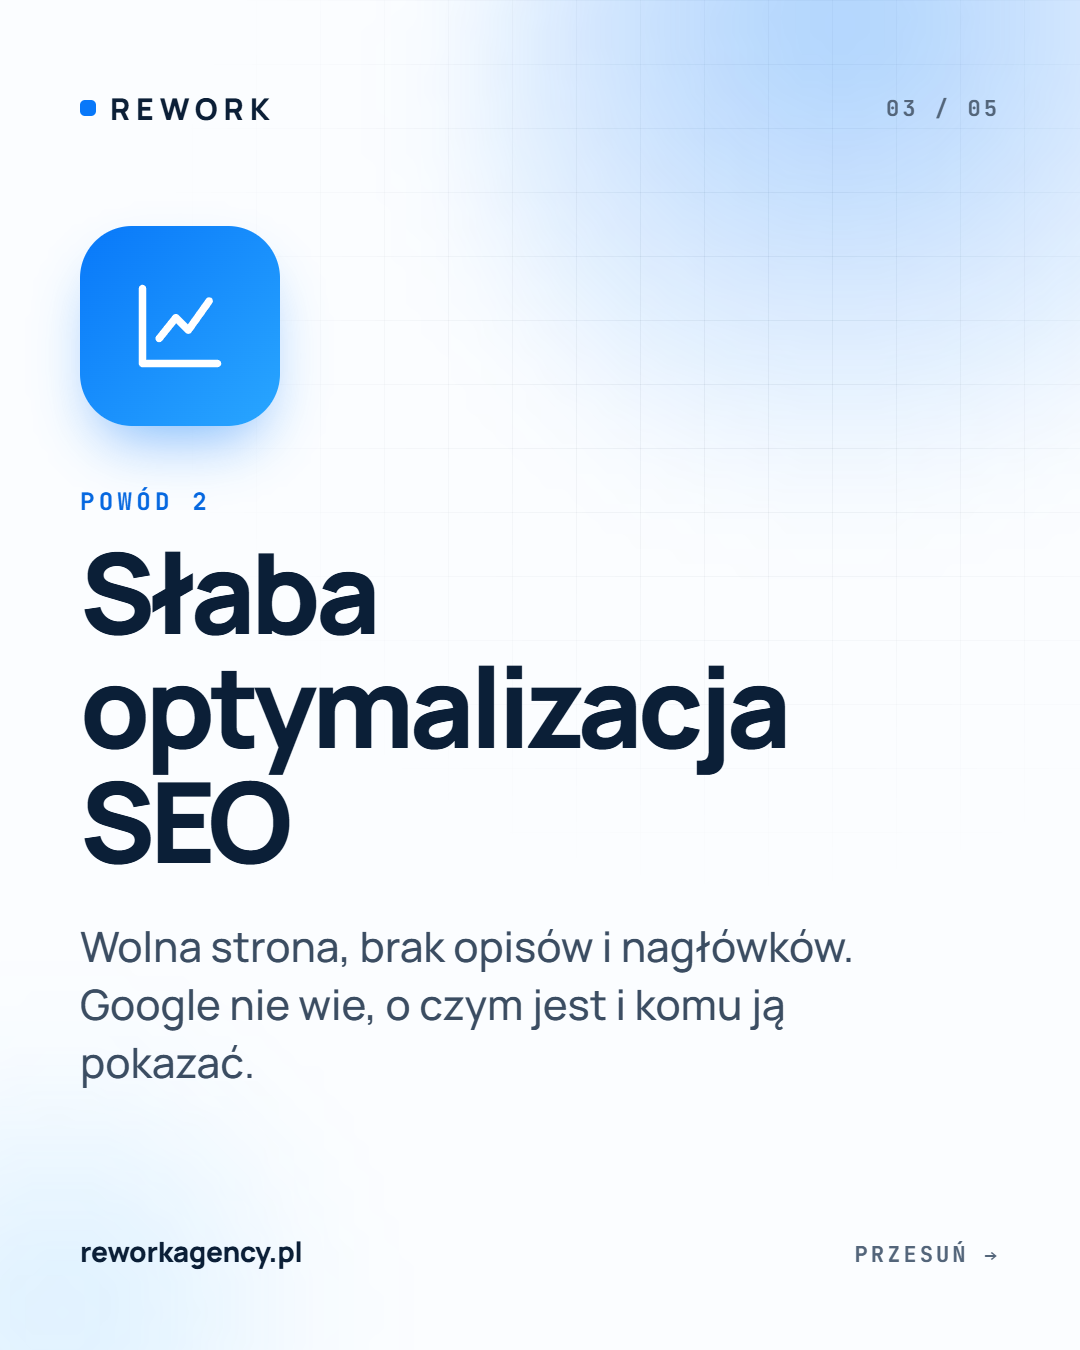 REWORK
03 / 05
POWÓD 2
Słaba
optymalizacja
SEO
Wolna strona, brak opisów i nagłówków.
Google nie wie, o czym jest i komu ją
pokazać.
reworkagency.pl
PRZESUŃ →